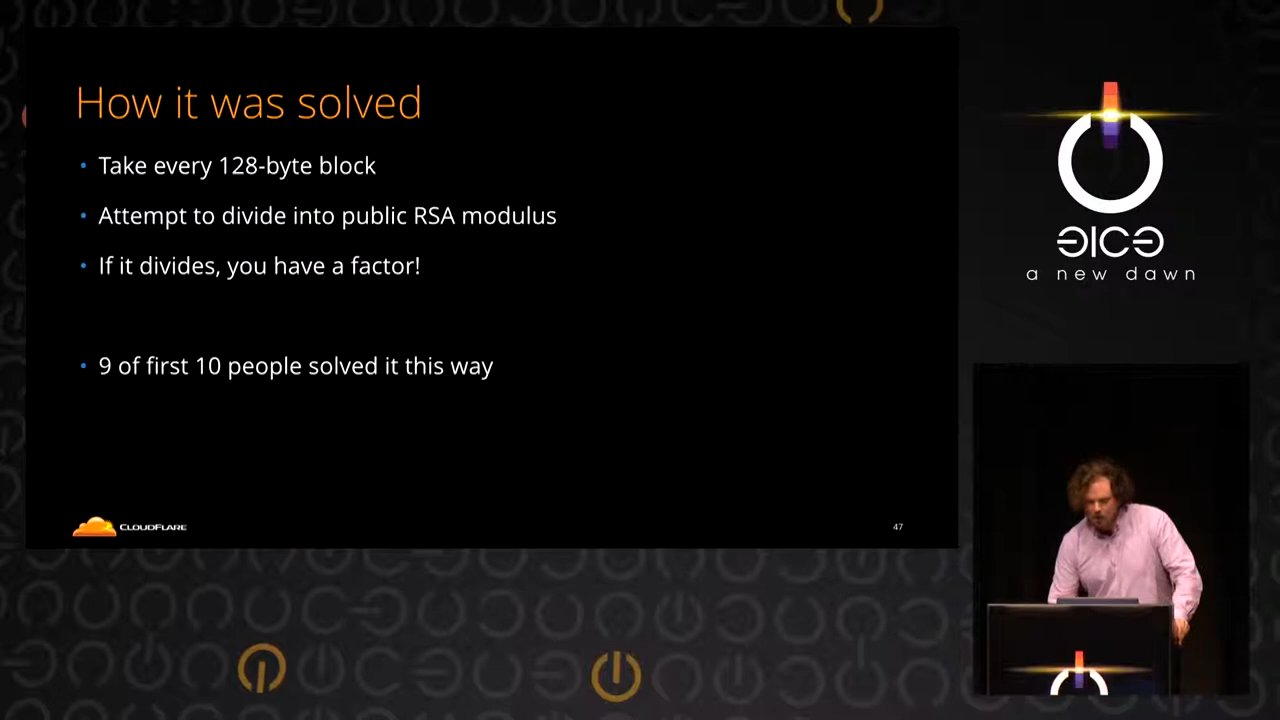 How it was solved
• Take every 128-byte block
• Attempt to divide into public RSA modulus
• If it divides, you have a factor!
• 9 of first 10 people solved it this way
CLOUDFLARE
47
a new dawn